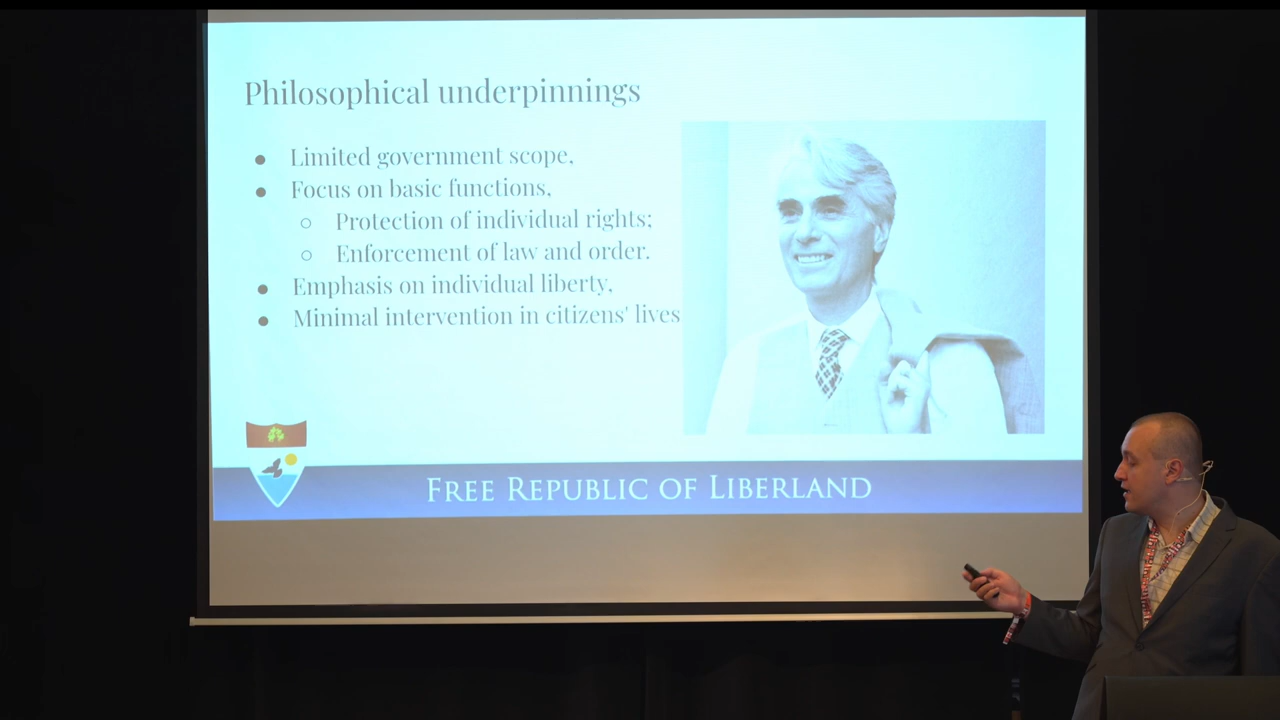 Philosophical underpinnings
Limited government scope,
Focus on basic functions,
Protection of individual rights;
Enforcement of law and order.
Emphasis on individual liberty,
Minimal intervention in citizens' lives
FREE REPUBLIC OF LIBERLAND